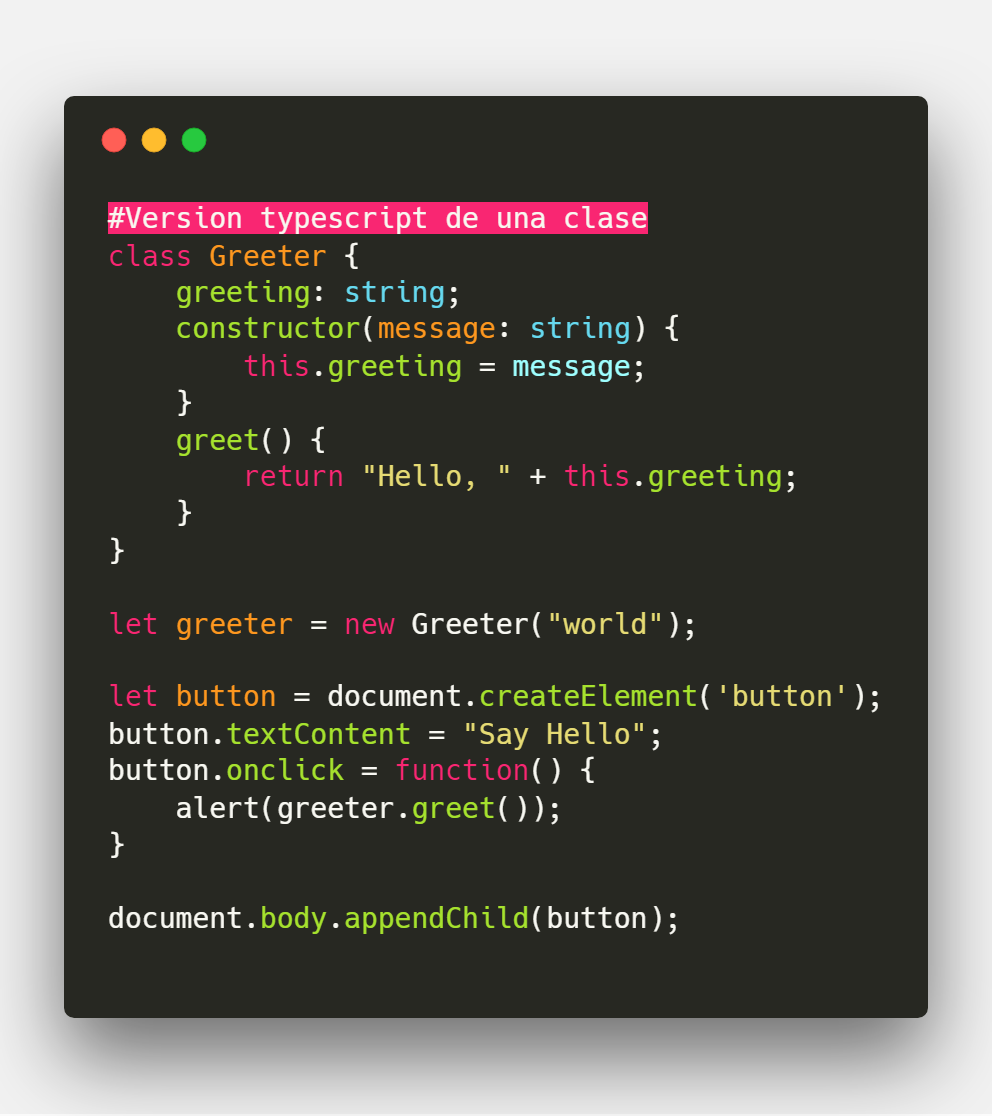 #Version typescript de una clase
class Greeter {
    greeting: string;
    constructor(message: string) {
        this.greeting = message;
    }
    greet() {
        return "Hello, " + this.greeting;
    }
}

let greeter = new Greeter("world");

let button = document.createElement('button');
button.textContent = "Say Hello";
button.onclick = function() {
    alert(greeter.greet());
}

document.body.appendChild(button);